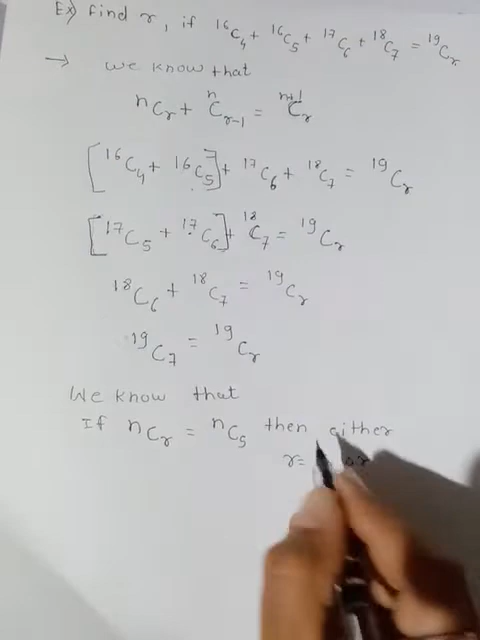 Ex) Find r, if ¹⁶C₄ + ¹⁶C₅ + ¹⁷C₆ + ¹⁸C₇ = ¹⁹Cᵣ
→ We know that
ⁿCᵣ + ⁿCᵣ₋₁ = ⁿ⁺¹Cᵣ
[¹⁶C₄ + ¹⁶C₅] + ¹⁷C₆ + ¹⁸C₇ = ¹⁹Cᵣ
[¹⁷C₅ + ¹⁷C₆] + ¹⁸C₇ = ¹⁹Cᵣ
¹⁸C₆ + ¹⁸C₇ = ¹⁹Cᵣ
¹⁹C₇ = ¹⁹Cᵣ
We know that
If ⁿCᵣ = ⁿCₛ then either
r=